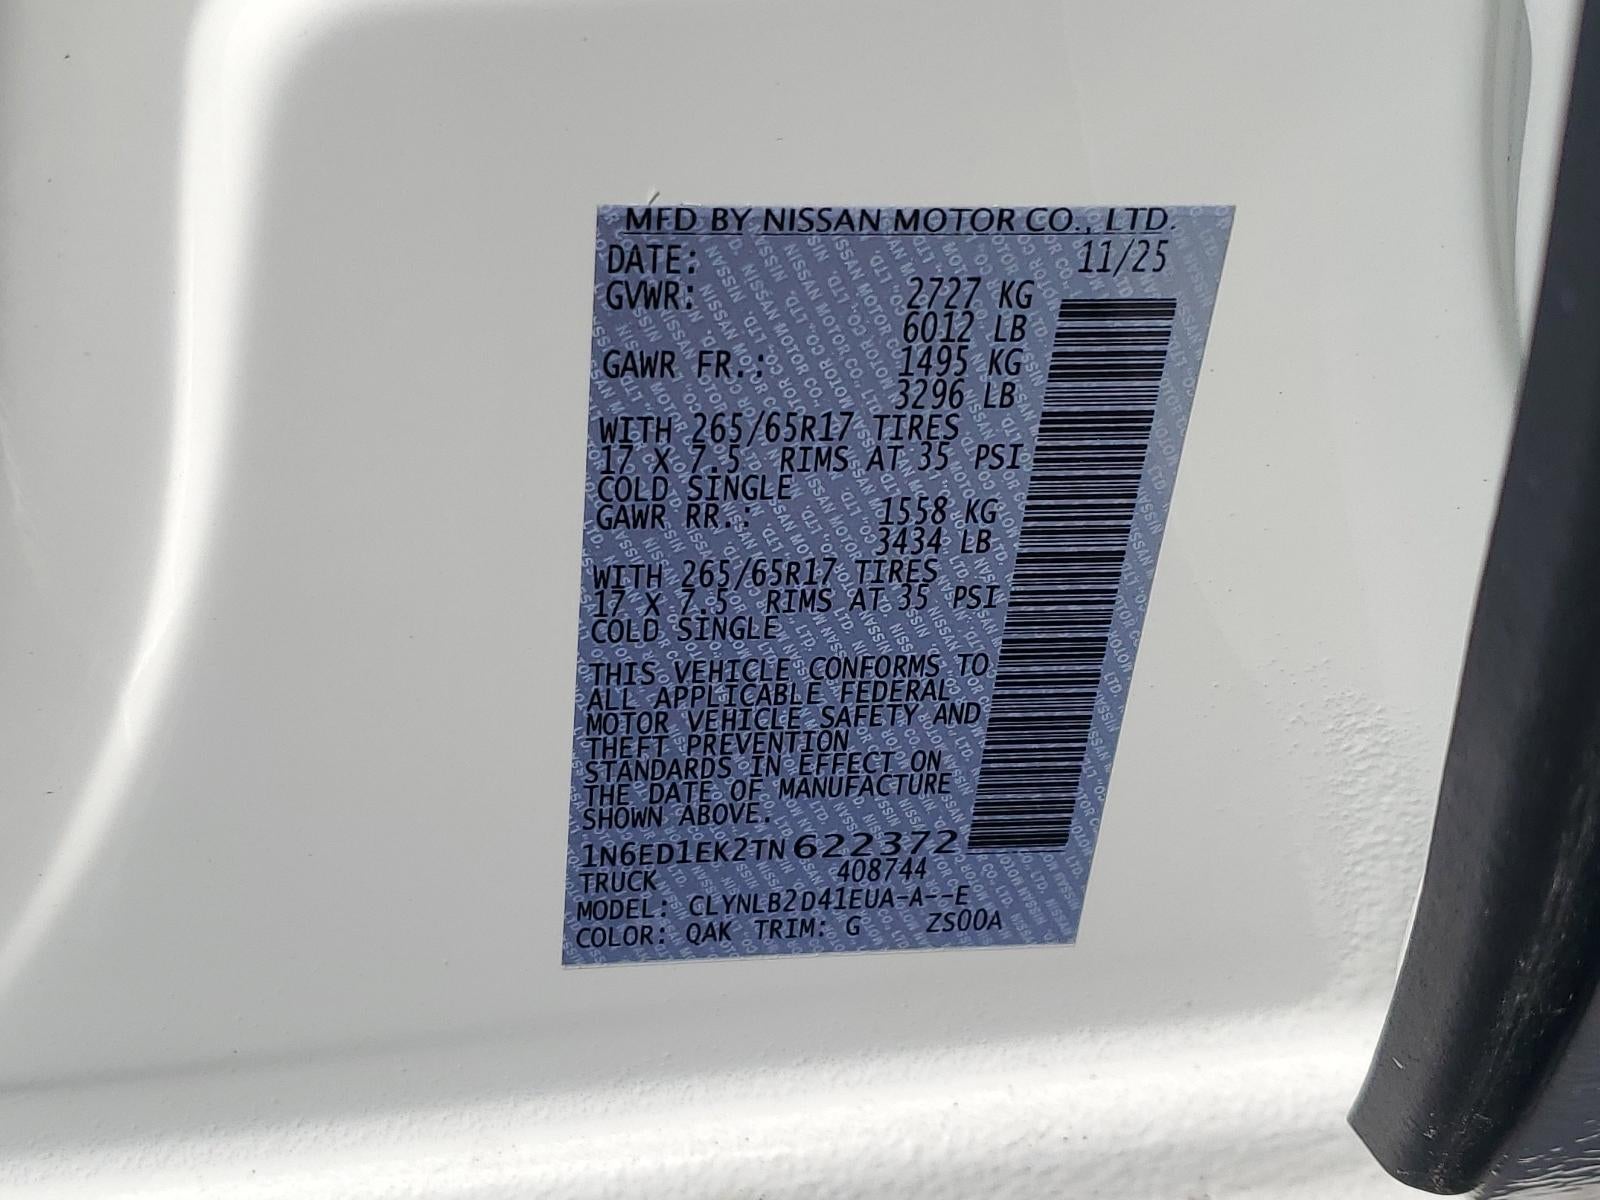 MFD BY NISSAN MOTOR CO., LTD.
DATE: 11/25
GVWR: 2727 KG
6012 LB
GAWR FR.: 1495 KG
3296 LB
WITH 265/65R17 TIRES
17 X 7.5 RIMS AT 35 PSI
COLD SINGLE
GAWR RR.: 1558 KG
3434 LB
WITH 265/65R17 TIRES
17 X 7.5 RIMS AT 35 PSI
COLD SINGLE
THIS VEHICLE CONFORMS TO
ALL APPLICABLE FEDERAL
MOTOR VEHICLE SAFETY AND
THEFT PREVENTION
STANDARDS IN EFFECT ON
THE DATE OF MANUFACTURE
SHOWN ABOVE.
1N6ED1EK2TN622372
TRUCK 408744
MODEL: CLYNLB2D41EUA-A--E
COLOR: QAK TRIM: G ZS00A